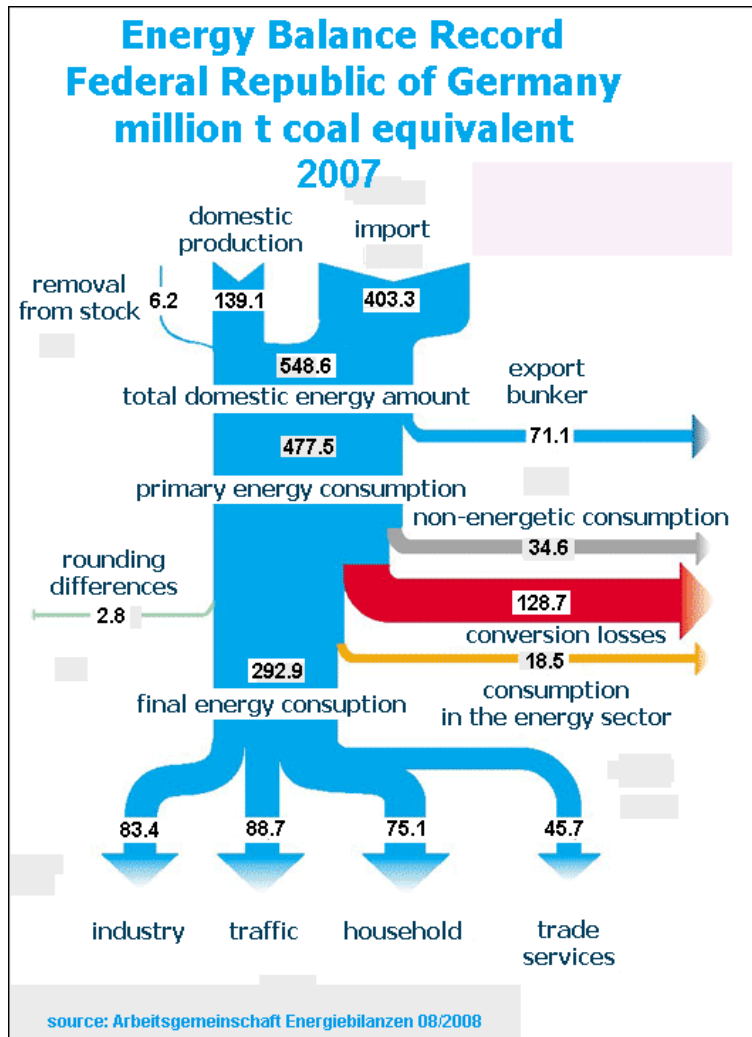 Energy Balance Record
Federal Republic of Germany
million t coal equivalent
2007
domestic
production
import
removal
from stock
6.2
139.1
403.3
548.6
total domestic energy amount
export
bunker
71.1
477.5
primary energy consumption
non-energetic consumption
34.6
rounding
differences
2.8
128.7
conversion losses
18.5
consumption
in the energy sector
292.9
final energy consuption
83.4
88.7
75.1
45.7
industry
traffic
household
trade
services
source: Arbeitsgemeinschaft Energiebilanzen 08/2008